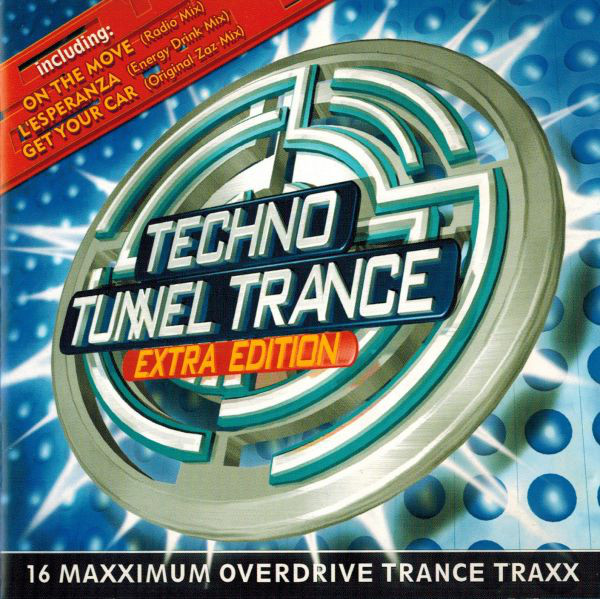 including:
ON THE MOVE (Radio Mix)
L'ESPERANZA (Energy Drink Mix)
GET YOUR CAR (Original Zaz Mix)
TECHNO
TUNNEL TRANCE
EXTRA EDITION
16 MAXXIMUM OVERDRIVE TRANCE TRAXX